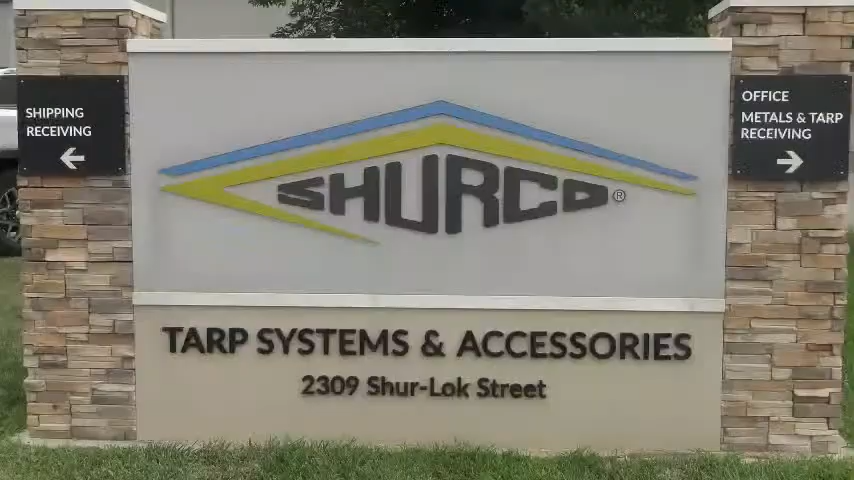 SHIPPING
RECEIVING
←
OFFICE
METALS & TARP
RECEIVING
→
SHURCO®
TARP SYSTEMS & ACCESSORIES
2309 Shur-Lok Street